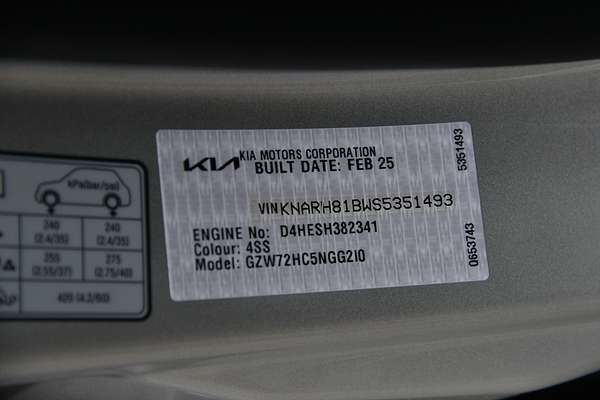 KIA
KIA MOTORS CORPORATION
BUILT DATE: FEB 25
VIN KNARH81BWS5351493
ENGINE No: D4HESH382341
Colour: 4SS
Model: GZW72HC5NGG2I0
5351493
0653743
kPa(bar/psi)
240 240
(2.4/35) (2.4/35)
255 275
(2.55/37) (2.75/40)
420 (4.2/60)